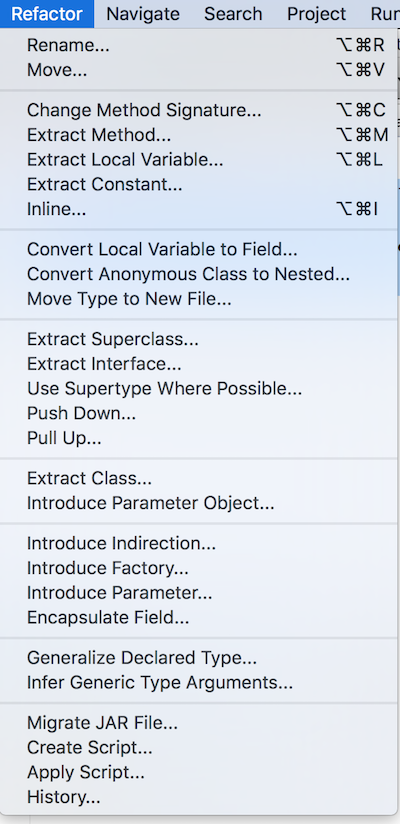 Refactor Navigate Search Project Run
Rename... ⌥⌘R
Move... ⌥⌘V
Change Method Signature... ⌥⌘C
Extract Method... ⌥⌘M
Extract Local Variable... ⌥⌘L
Extract Constant...
Inline... ⌥⌘I
Convert Local Variable to Field...
Convert Anonymous Class to Nested...
Move Type to New File...
Extract Superclass...
Extract Interface...
Use Supertype Where Possible...
Push Down...
Pull Up...
Extract Class...
Introduce Parameter Object...
Introduce Indirection...
Introduce Factory...
Introduce Parameter...
Encapsulate Field...
Generalize Declared Type...
Infer Generic Type Arguments...
Migrate JAR File...
Create Script...
Apply Script...
History...